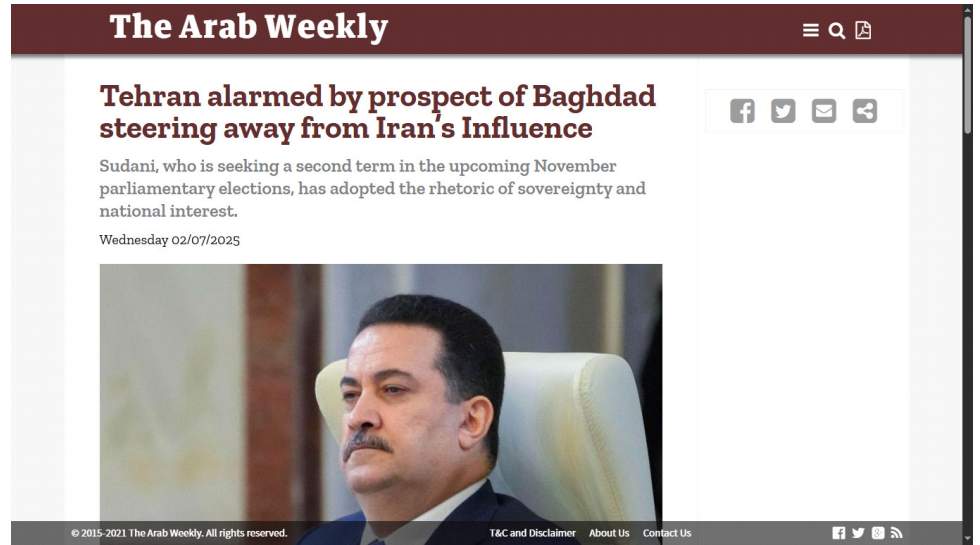 The Arab Weekly
Tehran alarmed by prospect of Baghdad
steering away from Iran's Influence
Sudani, who is seeking a second term in the upcoming November
parliamentary elections, has adopted the rhetoric of sovereignty and
national interest.
Wednesday 02/07/2025
© 2015-2021 The Arab Weekly. All rights reserved.
T&C and Disclaimer About Us Contact Us